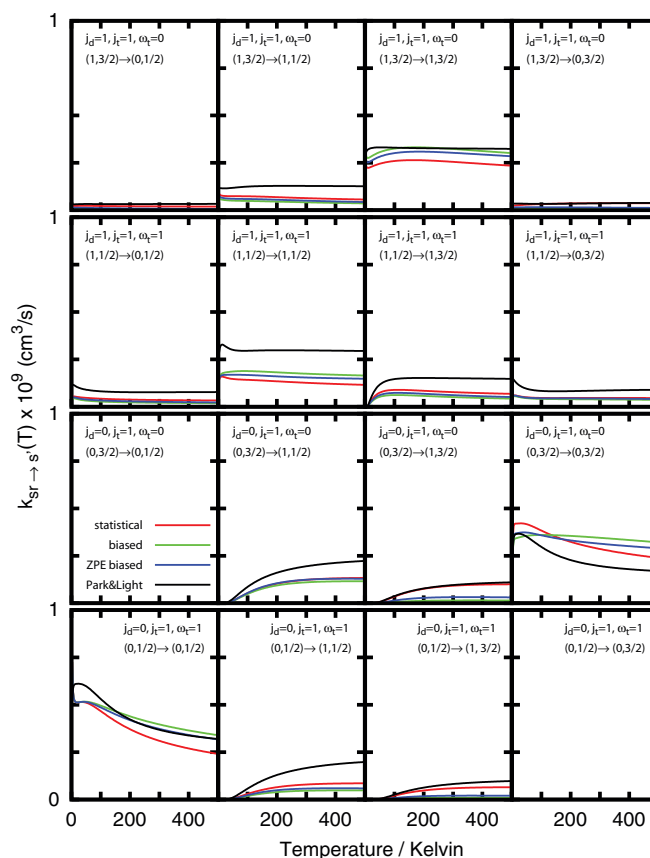 1
j_d=1, j_t=1, ω_t=0
(1,3/2)→(0,1/2)
j_d=1, j_t=1, ω_t=0
(1,3/2)→(1,1/2)
j_d=1, j_t=1, ω_t=0
(1,3/2)→(1,3/2)
j_d=1, j_t=1, ω_t=0
(1,3/2)→(0,3/2)
1
j_d=1, j_t=1, ω_t=1
(1,1/2)→(0,1/2)
j_d=1, j_t=1, ω_t=1
(1,1/2)→(1,1/2)
j_d=1, j_t=1, ω_t=1
(1,1/2)→(1,3/2)
j_d=1, j_t=1, ω_t=1
(1,1/2)→(0,3/2)
k_sr → s'(T) x 10^9 (cm^3/s)
1
j_d=0, j_t=1, ω_t=0
(0,3/2)→(0,1/2)
j_d=0, j_t=1, ω_t=0
(0,3/2)→(1,1/2)
j_d=0, j_t=1, ω_t=0
(0,3/2)→(1,3/2)
j_d=0, j_t=1, ω_t=0
(0,3/2)→(0,3/2)
statistical
biased
ZPE biased
Park&Light
1
j_d=0, j_t=1, ω_t=1
(0,1/2)→ (0,1/2)
j_d=0, j_t=1, ω_t=1
(0,1/2)→ (1,1/2)
j_d=0, j_t=1, ω_t=1
(0,1/2)→ (1, 3/2)
j_d=0, j_t=1, ω_t=1
(0,1/2)→ (0,3/2)
0
0 200 400 200 400 200 400 200 400
Temperature / Kelvin